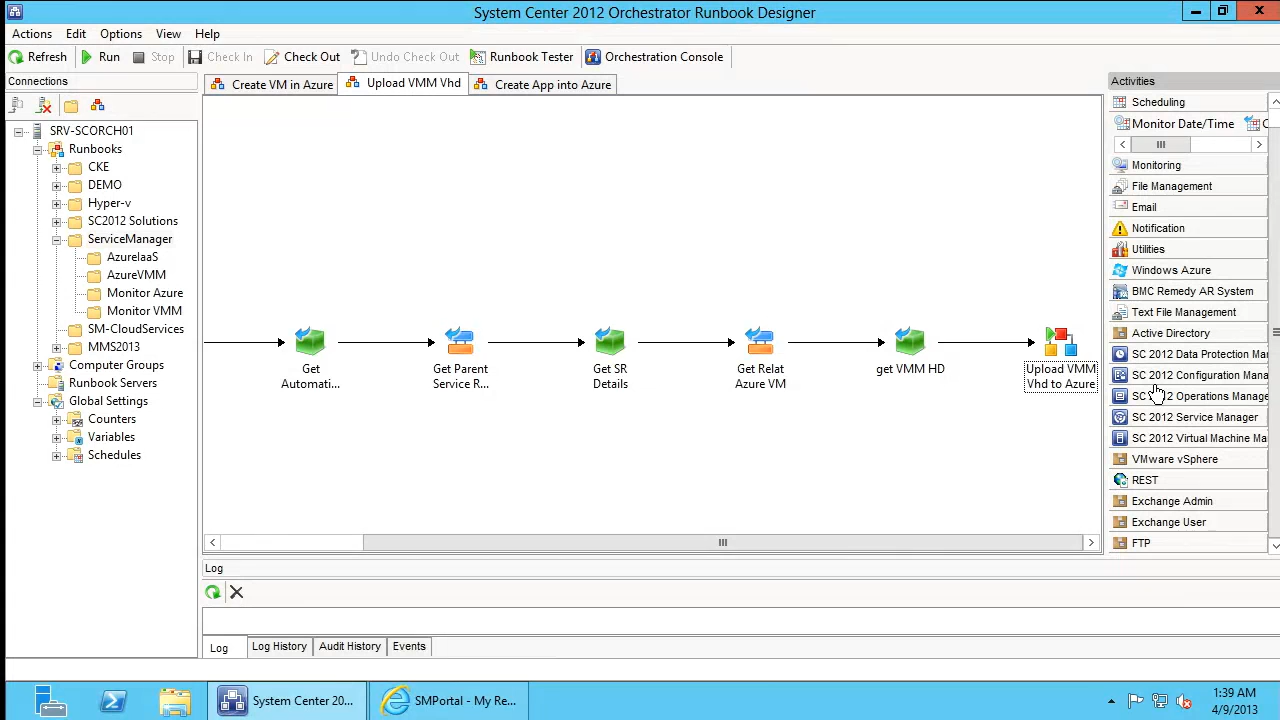 System Center 2012 Orchestrator Runbook Designer
Actions Edit Options View Help
Refresh Run Stop Check In Check Out Undo Check Out Runbook Tester Orchestration Console
Connections
SRV-SCORCH01
Runbooks
CKE
DEMO
Hyper-v
SC2012 Solutions
ServiceManager
AzureIaaS
AzureVMM
Monitor Azure
Monitor VMM
SM-CloudServices
MMS2013
Computer Groups
Runbook Servers
Global Settings
Counters
Variables
Schedules
Create VM in Azure Upload VMM Vhd Create App into Azure
Get
Automati...
Get Parent
Service R...
Get SR
Details
Get Relat
Azure VM
get VMM HD
Upload VMM
Vhd to Azure
Log
Log Log History Audit History Events
Activities
Scheduling
Monitor Date/Time
Monitoring
File Management
Email
Notification
Utilities
Windows Azure
BMC Remedy AR System
Text File Management
Active Directory
SC 2012 Data Protection Mar
SC 2012 Configuration Mana
Operations Manage
SC 2012 Service Manager
SC 2012 Virtual Machine Ma
VMware vSphere
REST
Exchange Admin
Exchange User
FTP
System Center 20...
SMPortal - My Re...
1:39 AM
4/9/2013